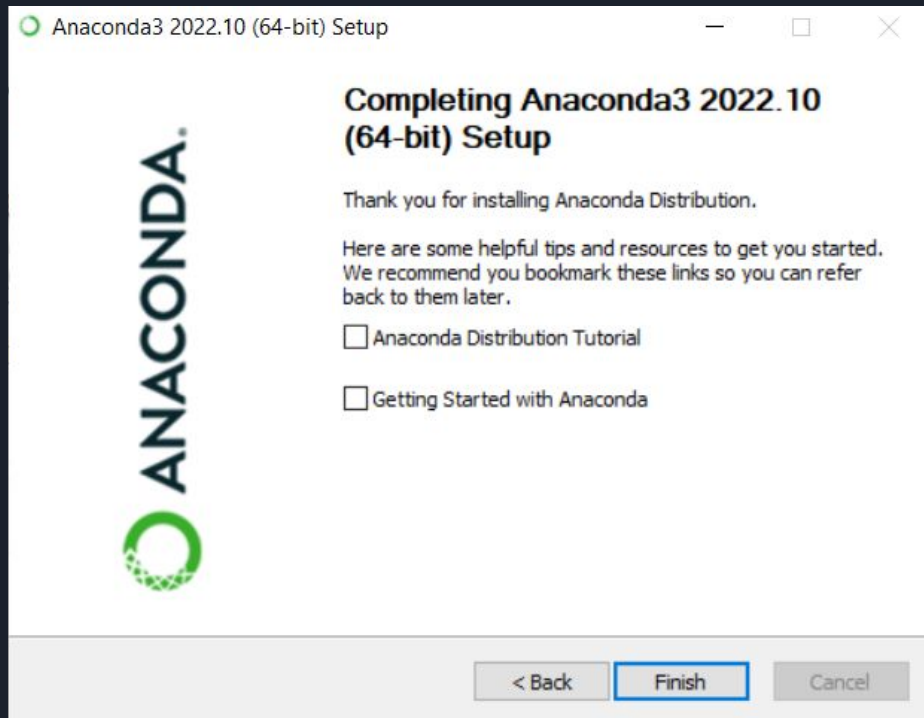 Anaconda3 2022.10 (64-bit) Setup
ANACONDA.
Completing Anaconda3 2022.10
(64-bit) Setup
Thank you for installing Anaconda Distribution.
Here are some helpful tips and resources to get you started.
We recommend you bookmark these links so you can refer
back to them later.
Anaconda Distribution Tutorial
Getting Started with Anaconda
< Back
Finish
Cancel